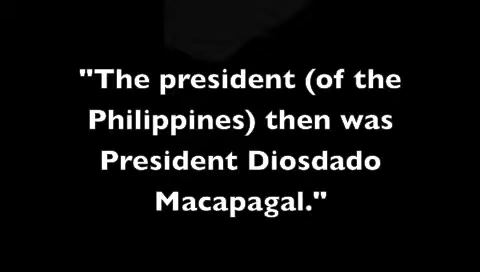 "The president (of the
Philippines) then was
President Diosdado
Macapagal."